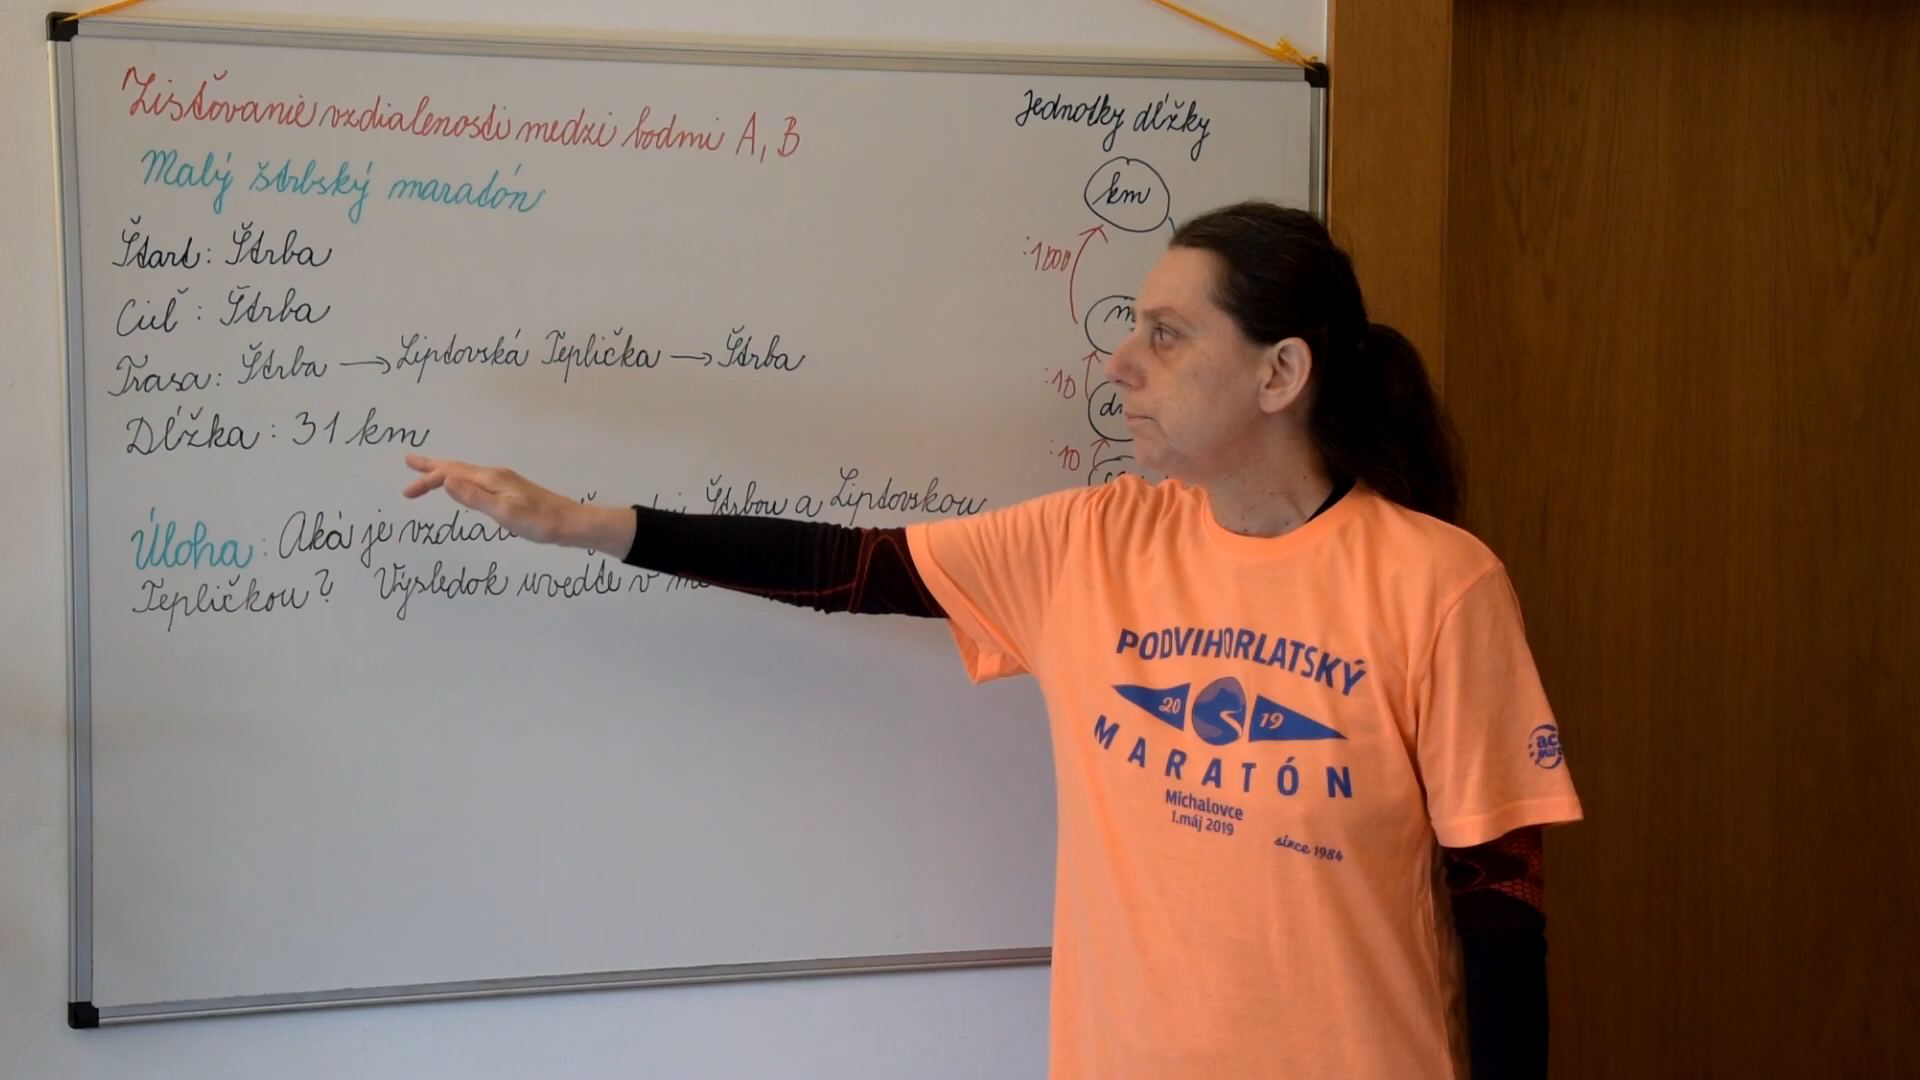 Zisťovanie vzdialenosti medzi bodmi A, B
Malý štrbský maratón
Štart: Štrba
Cieľ: Štrba
Trasa: Štrba → Liptovská Teplička → Štrba
Dĺžka: 31 km
Úloha: Aká je Štrbou a Liptovskou
Tepličkou? Výsledok uveďte v
Jednotky dĺžky
km
:1000
m
:10
:10
PODVIHORLATSKÝ
20 19
MARATÓN
Michalovce
1.máj 2019
since 1984